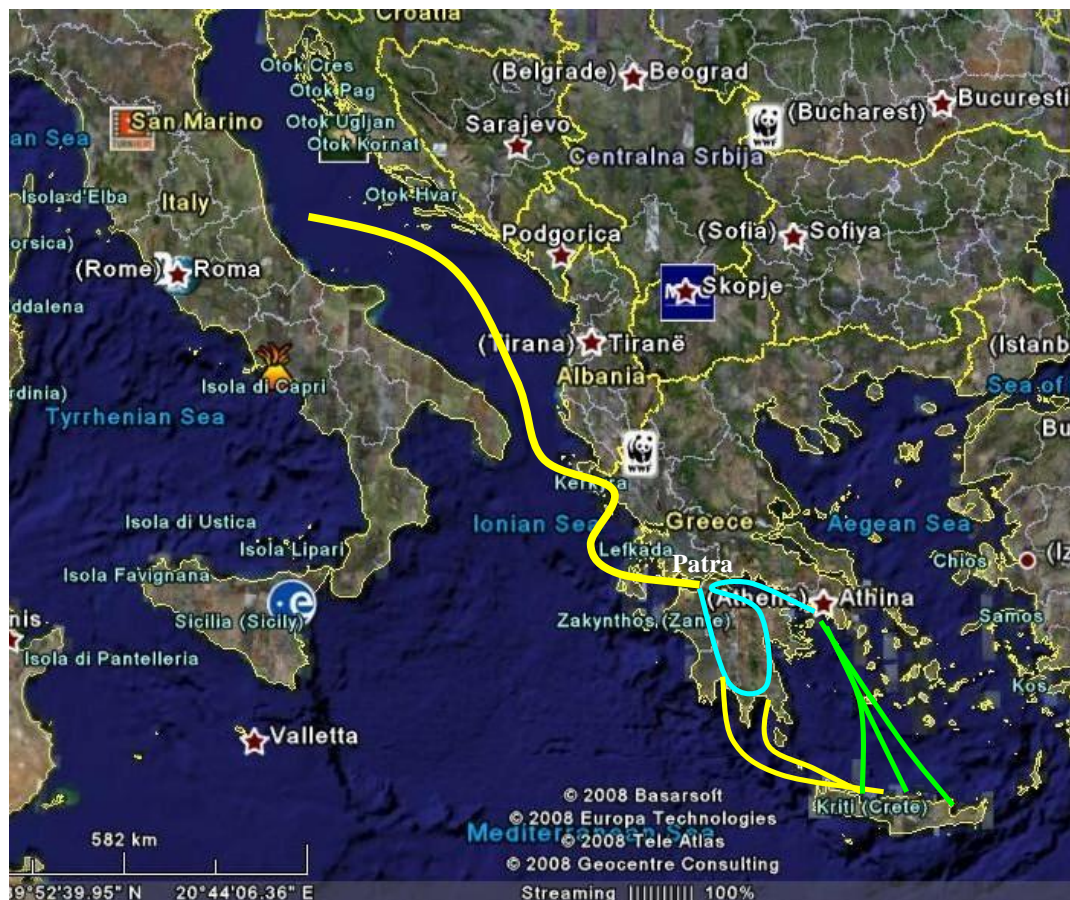 Croatia
Otok Cres
(Belgrade) Beograd
Otok Pag
(Bucharest) Bucuresti
San Marino
Otok Ugljan
Sarajevo
an Sea
Otok Kornat
WWF
Centralna Srbija
Isola d'Elba
Italy
Otok Hvar
orsica)
Podgorica
(Sofia) Sofiya
(Rome) Roma
Skopje
ddalena
(Tirana) Tiranë
(Istanb
Albania
Isola di Capri
rdinia)
Sea of
Tyrrhenian Sea
Bu
WWF
Kerkyra
Isola di Ustica
Ionian Sea
Greece
Aegean Sea
Isola Lipari
Lefkada
Chios
(Iz
Patra
Isola Favignana
(Athens) Athina
nis
Sicilia (Sicily)
Zakynthos (Zante)
Samos
Isola di Pantelleria
Kos
Valletta
© 2008 Basarsoft
Kriti (Crete)
© 2008 Europa Technologies
Mediterranean Sea
582 km
© 2008 Tele Atlas
© 2008 Geocentre Consulting
39°52'39.95" N 20°44'06.36" E
Streaming |||||||||| 100%